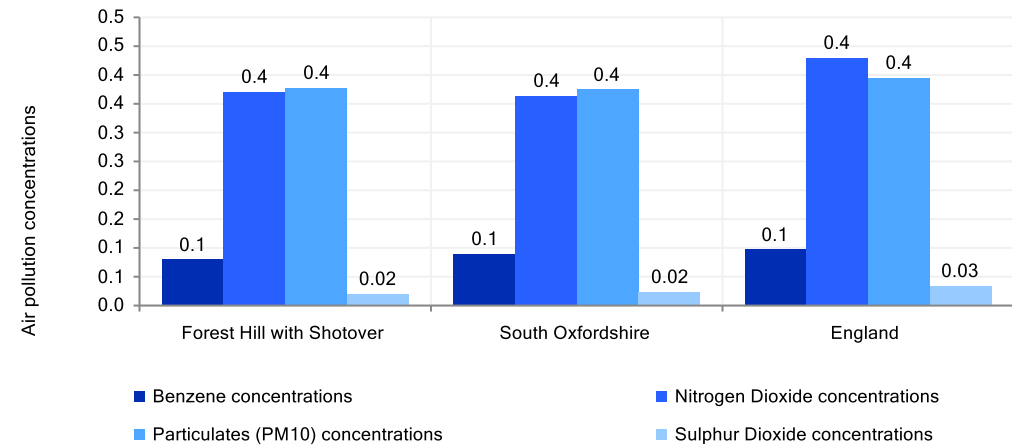 Air pollution concentrations
0.5
0.5
0.4
0.4
0.3
0.3
0.2
0.2
0.1
0.1
0.0
0.1
0.4
0.4
0.02
0.1
0.4
0.4
0.02
0.1
0.4
0.4
0.03
Forest Hill with Shotover
South Oxfordshire
England
Benzene concentrations
Nitrogen Dioxide concentrations
Particulates (PM10) concentrations
Sulphur Dioxide concentrations